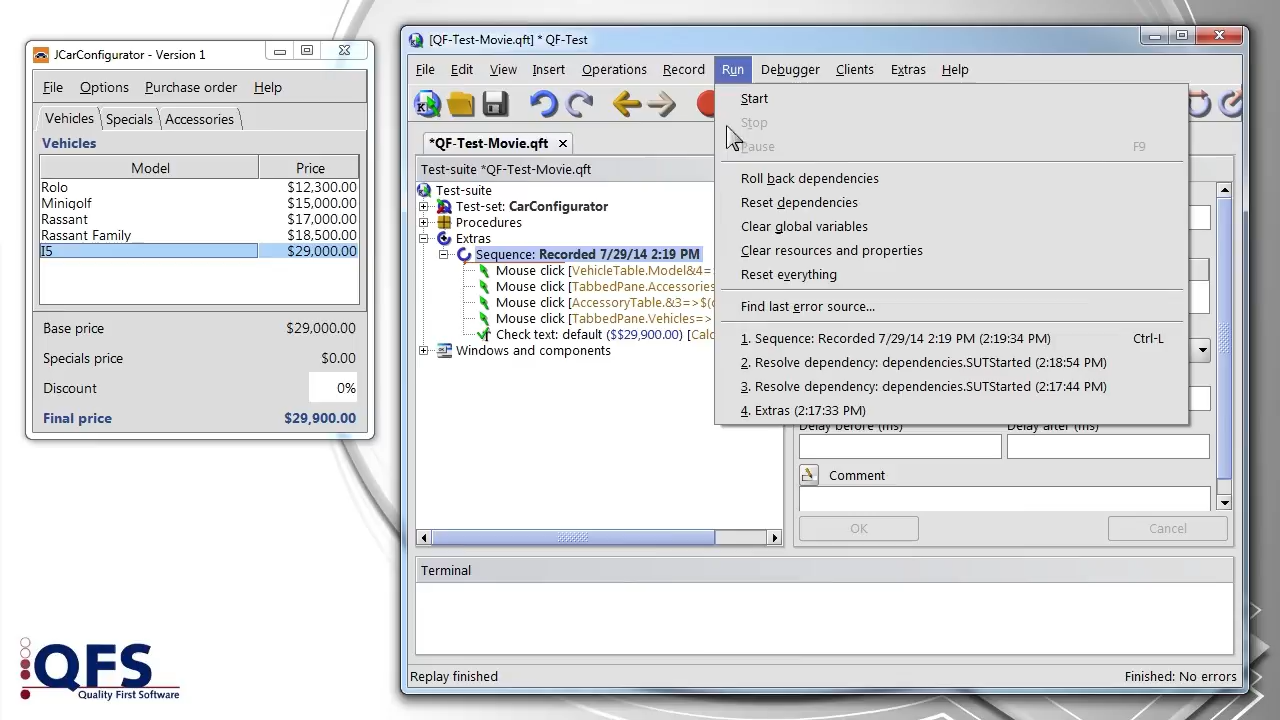 JCarConfigurator - Version 1
File Options Purchase order Help
Vehicles Specials Accessories
Vehicles
Model Price
Rolo $12,300.00
Minigolf $15,000.00
Rassant $17,000.00
Rassant Family $18,500.00
I5 $29,000.00
Base price $29,000.00
Specials price $0.00
Discount 0%
Final price $29,900.00
QFS
Quality First Software
[QF-Test-Movie.qft] * QF-Test
File Edit View Insert Operations Record Run Debugger Clients Extras Help
*QF-Test-Movie.qft
Test-suite *QF-Test-Movie.qft
Test-suite
Test-set: CarConfigurator
Procedures
Extras
Sequence: Recorded 7/29/14 2:19 PM
Mouse click [VehicleTable.Model&4=
Mouse click [TabbedPane.Accessories
Mouse click [AccessoryTable.&3=>$(
Mouse click [TabbedPane.Vehicles=>
Check text: default ($$29,900.00) [Calc
Windows and components
Start
Stop
Pause F9
Roll back dependencies
Reset dependencies
Clear global variables
Clear resources and properties
Reset everything
Find last error source...
1. Sequence: Recorded 7/29/14 2:19 PM (2:19:34 PM) Ctrl-L
2. Resolve dependency: dependencies.SUTStarted (2:18:54 PM)
3. Resolve dependency: dependencies.SUTStarted (2:17:44 PM)
4. Extras (2:17:33 PM)
Delay before (ms) Delay after (ms)
Comment
OK Cancel
Terminal
Replay finished Finished: No errors